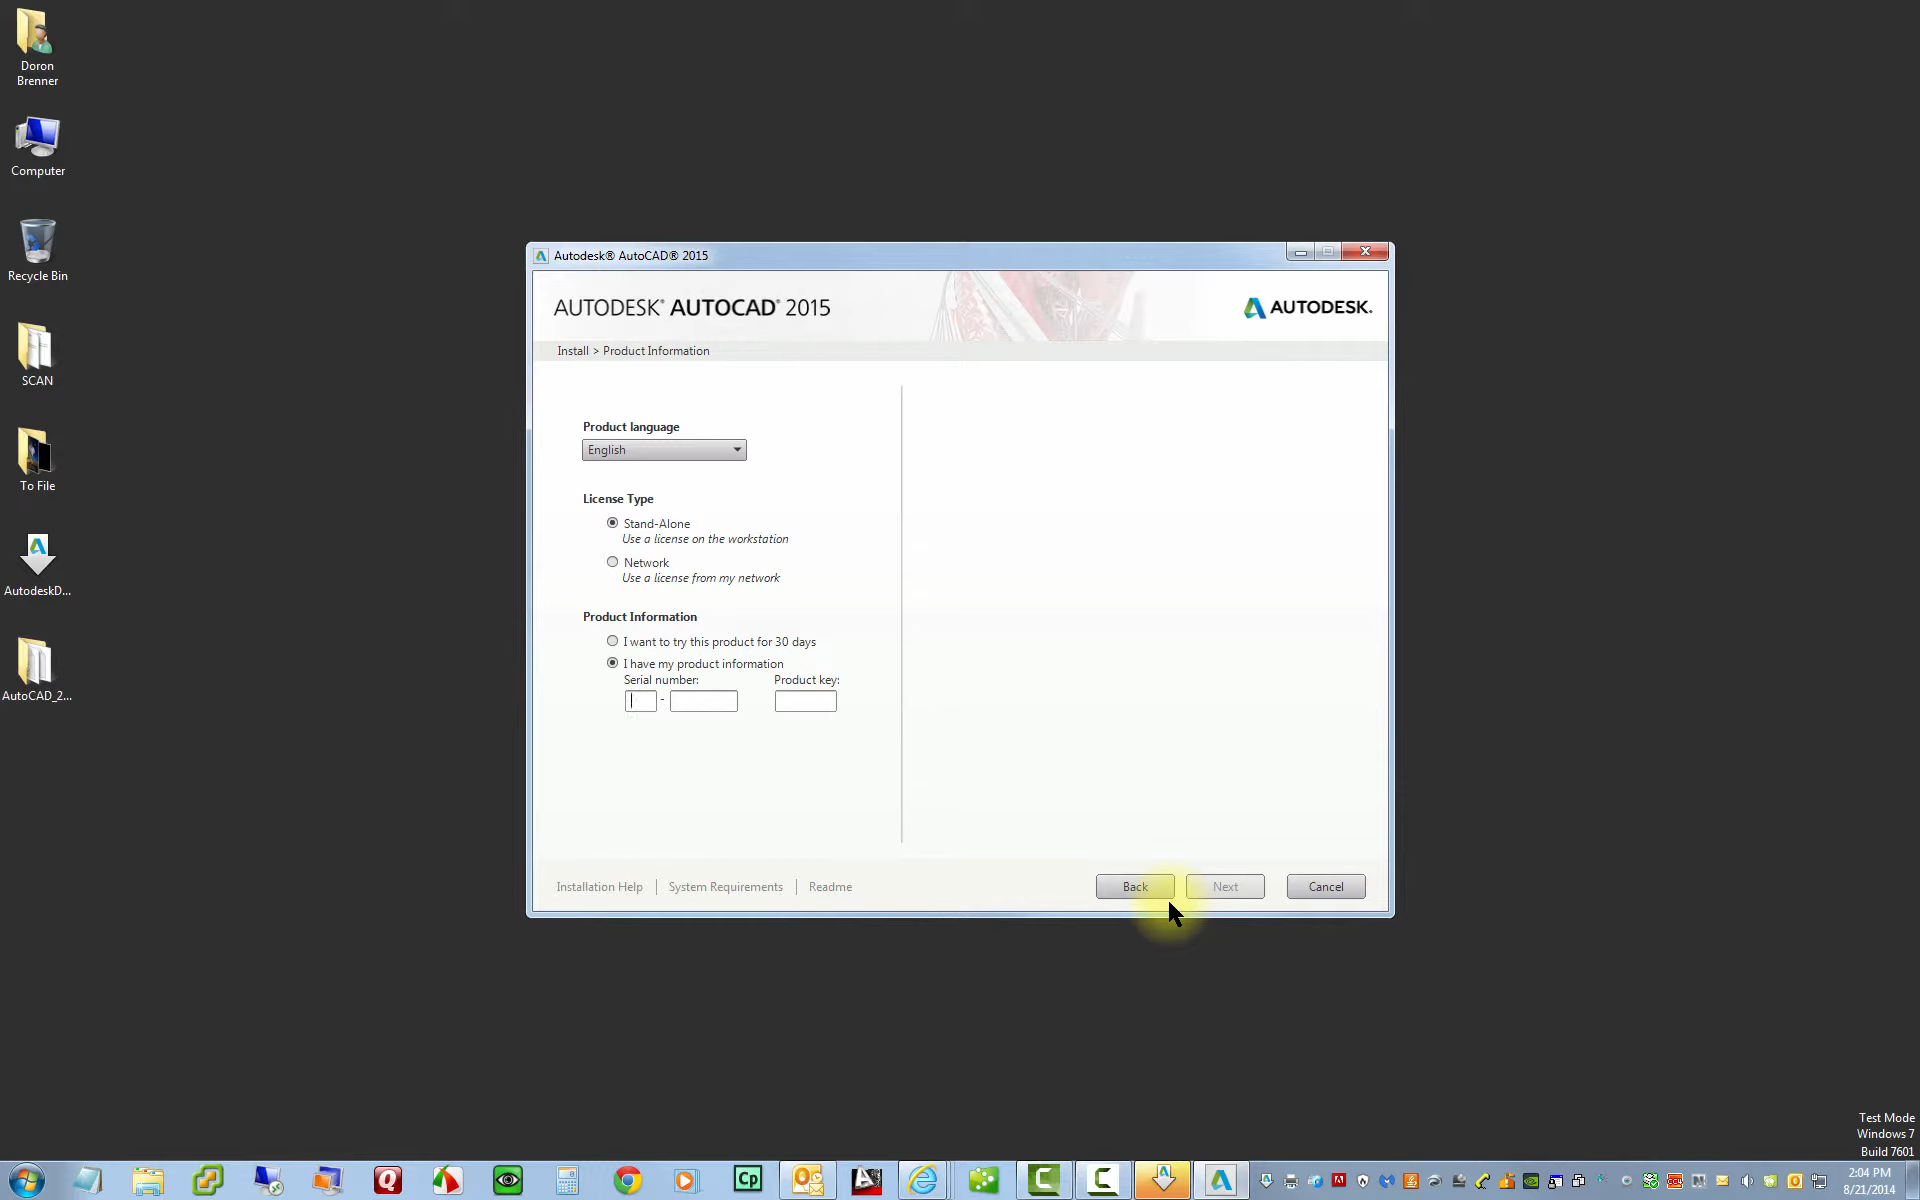 Doron
Brenner
Computer
Recycle Bin
SCAN
To File
AutodeskD...
AutoCAD_2...
Autodesk® AutoCAD® 2015
AUTODESK® AUTOCAD® 2015
AUTODESK.
Install > Product Information
Product language
English
License Type
Stand-Alone
Use a license on the workstation
Network
Use a license from my network
Product Information
I want to try this product for 30 days
I have my product information
Serial number:
Product key:
-
Installation Help
System Requirements
Readme
Back
Next
Cancel
Test Mode
Windows 7
Build 7601
Q
Cp
C
C
2:04 PM
8/21/2014